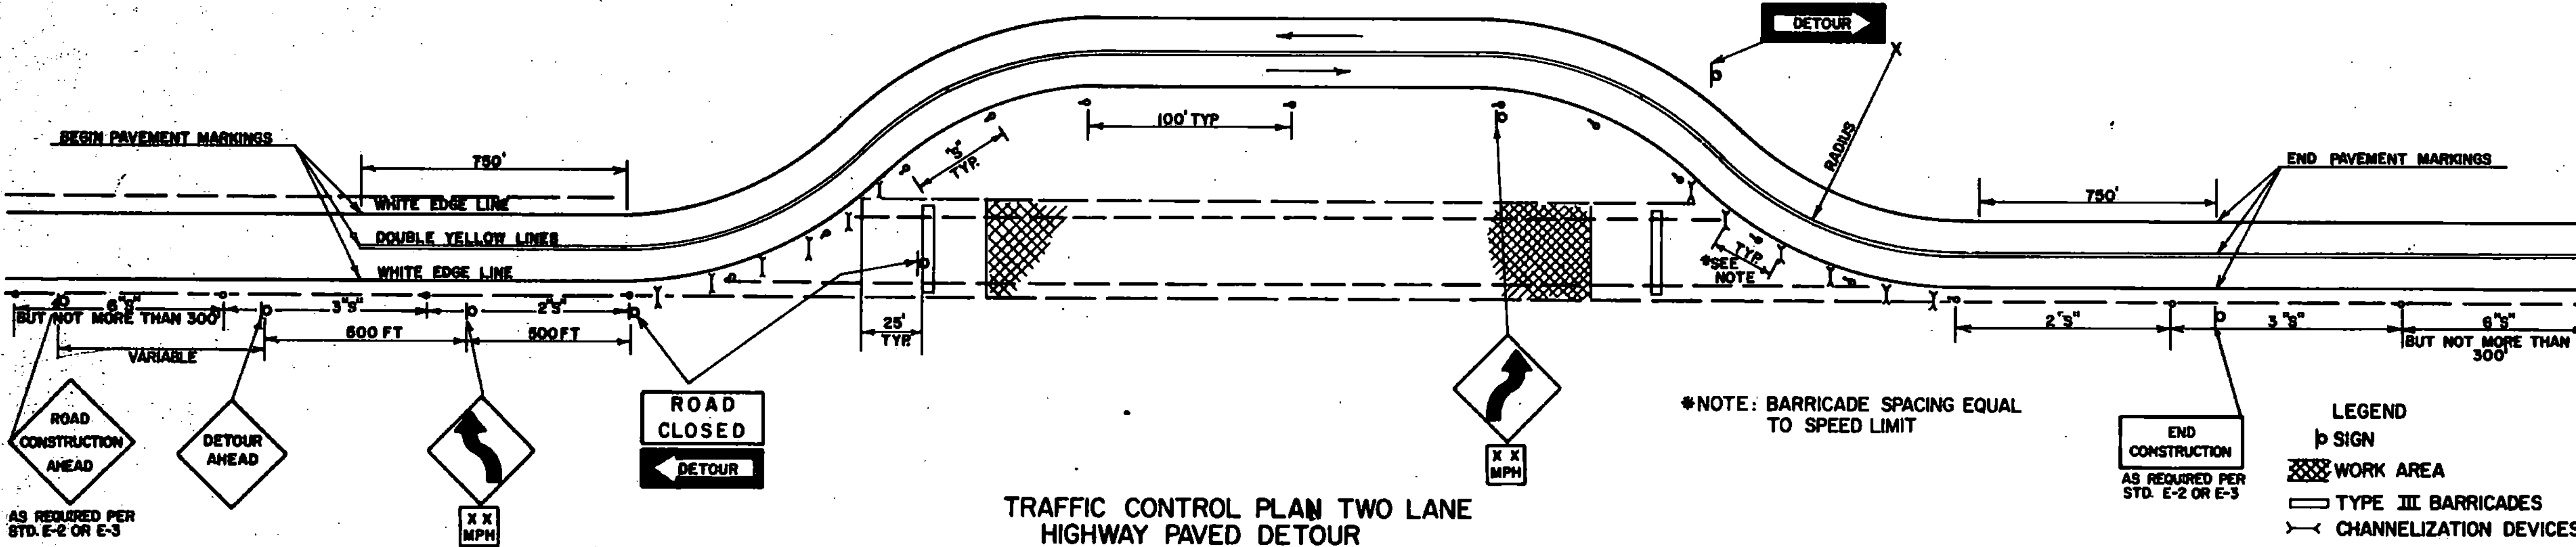 DETOUR
X
BEGIN PAVEMENT MARKINGS
750'
WHITE EDGE LINE
DOUBLE YELLOW LINES
WHITE EDGE LINE
"S"
TYP.
100' TYP
RADIUS
END PAVEMENT MARKINGS
750'
TYP.
*SEE
NOTE
6"S"
BUT NOT MORE THAN 300'
3"S"
2"S"
600 FT
500 FT
VARIABLE
25'
TYP.
2"S"
3"S"
6"S"
BUT NOT MORE THAN
300'
ROAD
CONSTRUCTION
AHEAD
AS REQUIRED PER
STD. E-2 OR E-3
DETOUR
AHEAD
X X
MPH
ROAD
CLOSED
DETOUR
X X
MPH
*NOTE: BARRICADE SPACING EQUAL
TO SPEED LIMIT
END
CONSTRUCTION
AS REQUIRED PER
STD. E-2 OR E-3
LEGEND
SIGN
WORK AREA
TYPE III BARRICADES
CHANNELIZATION DEVICES
TRAFFIC CONTROL PLAN TWO LANE
HIGHWAY PAVED DETOUR